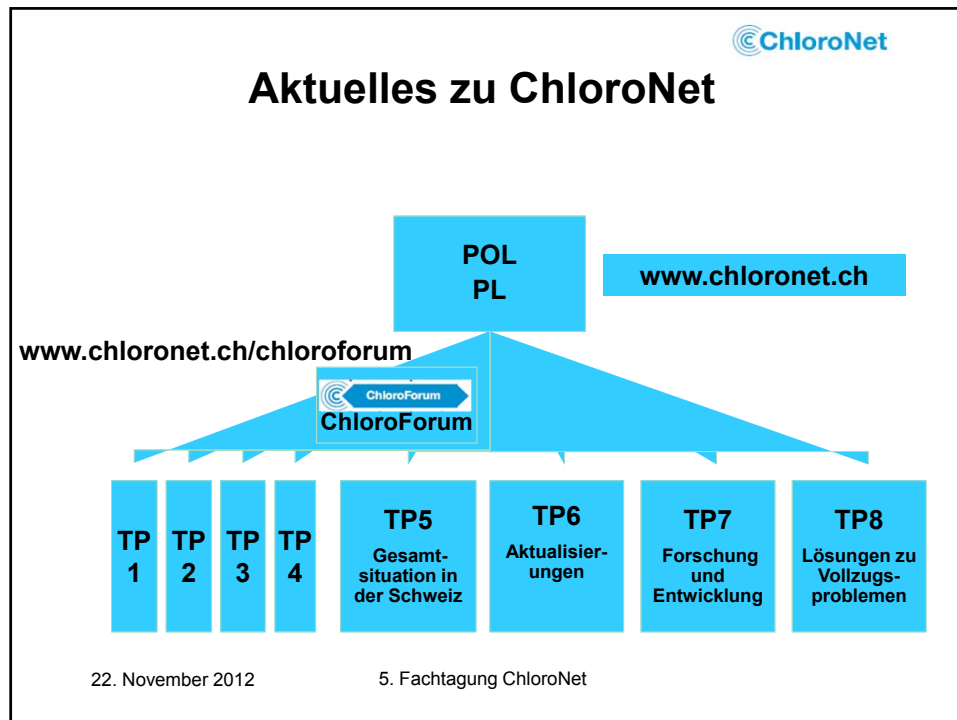 ChloroNet
Aktuelles zu ChloroNet
POL
PL
www.chloronet.ch
www.chloronet.ch/chloroforum
ChloroForum
ChloroForum
TP
1
TP
2
TP
3
TP
4
TP5
Gesamt-
situation in
der Schweiz
TP6
Aktualisier-
ungen
TP7
Forschung
und
Entwicklung
TP8
Lösungen zu
Vollzugs-
problemen
22. November 2012
5. Fachtagung ChloroNet